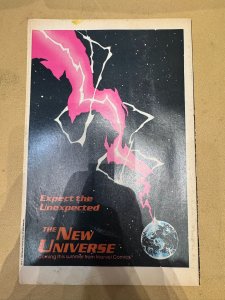 Expect the
Unexpected
THE
NEW
UNIVERSE
Coming this summer from Marvel Comics